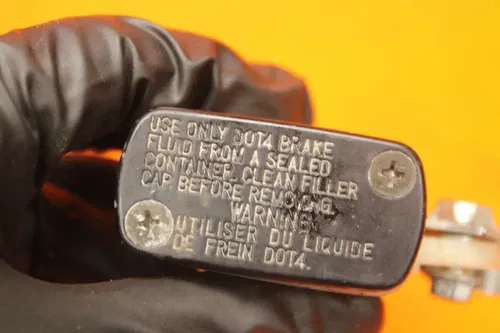 USE ONLY DOT4 BRAKE
FLUID FROM A SEALED
CONTAINER. CLEAN FILLER
CAP BEFORE REMOVING.
WARNING
UTILISER DU LIQUIDE
DE FREIN DOT4.